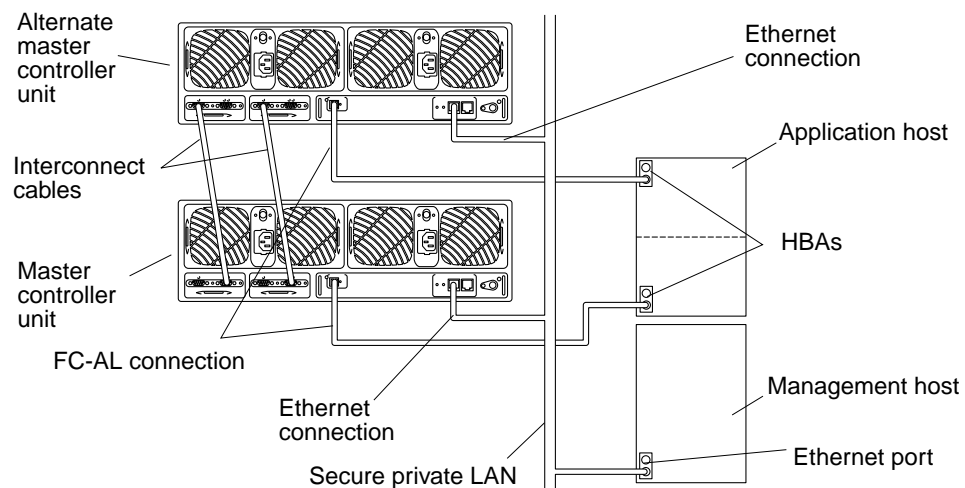 Alternate
master
controller
unit
Ethernet
connection
Application host
Interconnect
cables
HBAs
Master
controller
unit
FC-AL connection
Management host
Ethernet
connection
Ethernet port
Secure private LAN